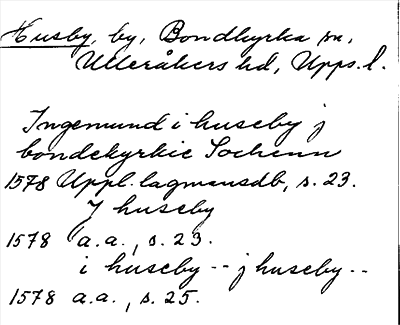 Husby, by, Bondkyrka sn,
Ulleråkers hd, Upps. l.
Ingemund i huseby j
bondekyrkie Sochenn
1578 Uppl. lagmansdb, s. 23.
J huseby
1578 a.a., s. 23.
i huseby -- j huseby --
1578 a.a., s. 25.